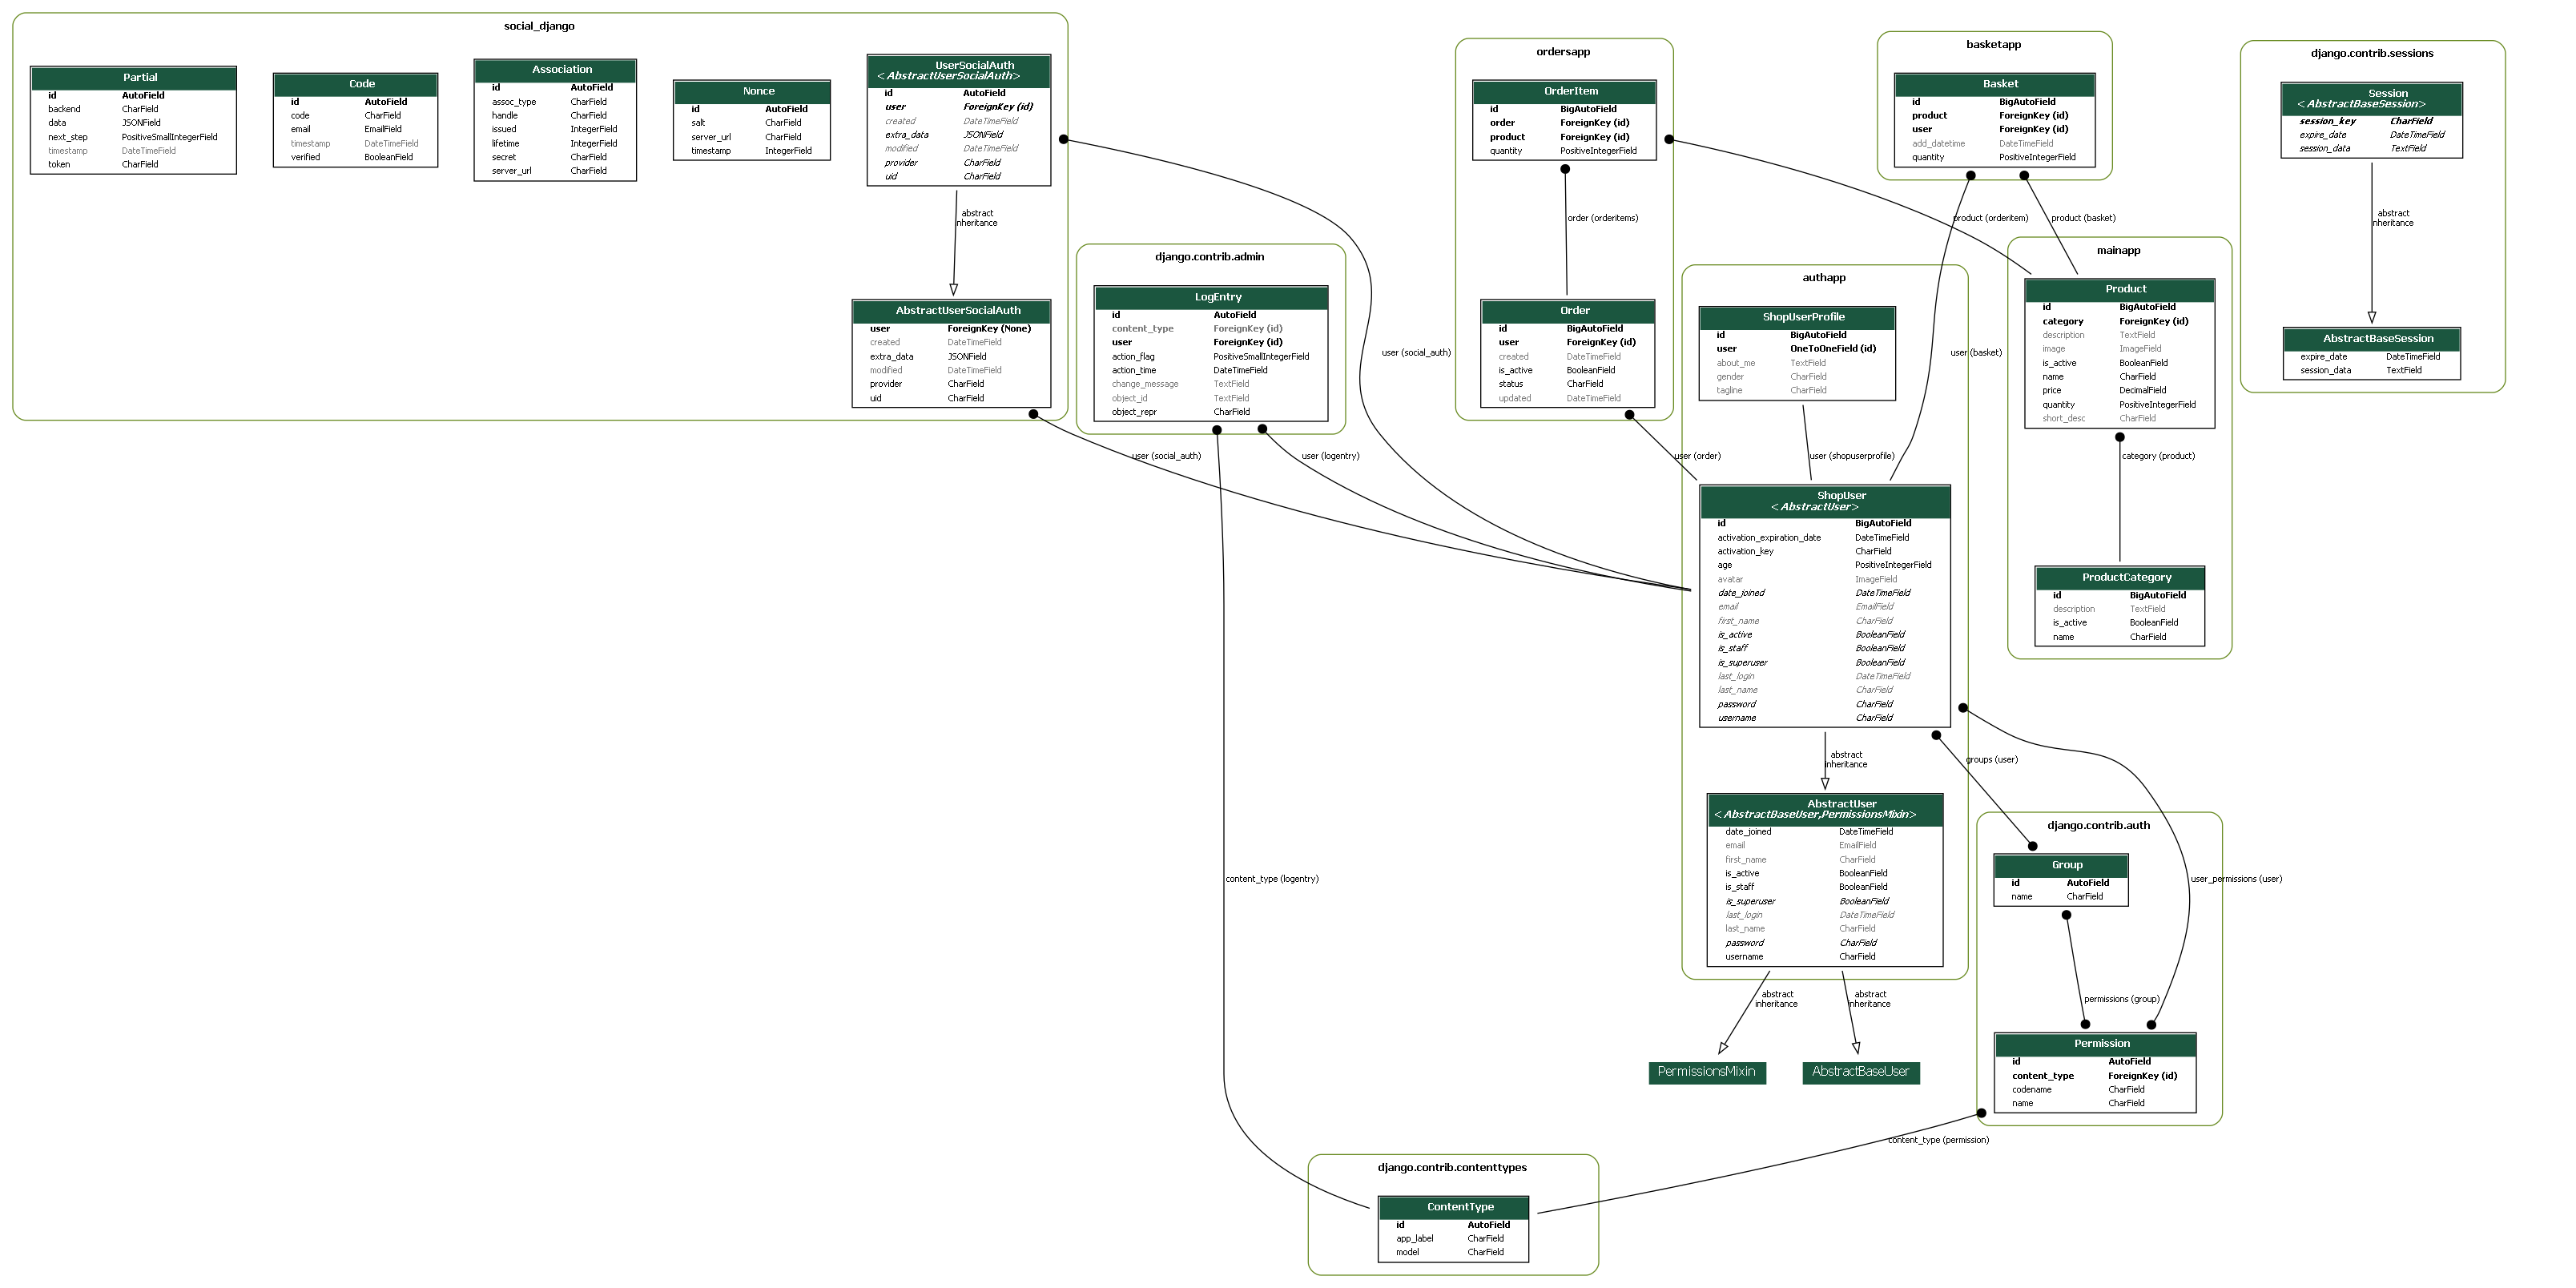 social_django
Partial
id AutoField
backend CharField
data JSONField
next_step PositiveSmallIntegerField
timestamp DateTimeField
token CharField
Code
id AutoField
code CharField
email EmailField
timestamp DateTimeField
verified BooleanField
Association
id AutoField
assoc_type CharField
handle CharField
issued IntegerField
lifetime IntegerField
secret CharField
server_url CharField
Nonce
id AutoField
salt CharField
server_url CharField
timestamp IntegerField
UserSocialAuth
<AbstractUserSocialAuth>
id AutoField
user ForeignKey (id)
created DateTimeField
extra_data JSONField
modified DateTimeField
provider CharField
uid CharField
abstract
inheritance
AbstractUserSocialAuth
user ForeignKey (None)
created DateTimeField
extra_data JSONField
modified DateTimeField
provider CharField
uid CharField
user (social_auth)
django.contrib.admin
LogEntry
id AutoField
content_type ForeignKey (id)
user ForeignKey (id)
action_flag PositiveSmallIntegerField
action_time DateTimeField
change_message TextField
object_id TextField
object_repr CharField
user (logentry)
user (social_auth)
content_type (logentry)
ordersapp
OrderItem
id BigAutoField
order ForeignKey (id)
product ForeignKey (id)
quantity PositiveIntegerField
order (orderitems)
Order
id BigAutoField
user ForeignKey (id)
created DateTimeField
is_active BooleanField
status CharField
updated DateTimeField
user (order)
basketapp
Basket
id BigAutoField
product ForeignKey (id)
user ForeignKey (id)
add_datetime DateTimeField
quantity PositiveIntegerField
product (orderitem)
product (basket)
user (basket)
authapp
ShopUserProfile
id BigAutoField
user OneToOneField (id)
about_me TextField
gender CharField
tagline CharField
user (shopuserprofile)
ShopUser
<AbstractUser>
id BigAutoField
activation_expiration_date DateTimeField
activation_key CharField
age PositiveIntegerField
avatar ImageField
date_joined DateTimeField
email EmailField
first_name CharField
is_active BooleanField
is_staff BooleanField
is_superuser BooleanField
last_login DateTimeField
last_name CharField
password CharField
username CharField
abstract
inheritance
AbstractUser
<AbstractBaseUser,PermissionsMixin>
date_joined DateTimeField
email EmailField
first_name CharField
is_active BooleanField
is_staff BooleanField
is_superuser BooleanField
last_login DateTimeField
last_name CharField
password CharField
username CharField
abstract
inheritance
abstract
inheritance
PermissionsMixin
AbstractBaseUser
mainapp
Product
id BigAutoField
category ForeignKey (id)
description TextField
image ImageField
is_active BooleanField
name CharField
price DecimalField
quantity PositiveIntegerField
short_desc CharField
category (product)
ProductCategory
id BigAutoField
description TextField
is_active BooleanField
name CharField
django.contrib.sessions
Session
<AbstractBaseSession>
session_key CharField
expire_date DateTimeField
session_data TextField
abstract
inheritance
AbstractBaseSession
expire_date DateTimeField
session_data TextField
groups (user)
user_permissions (user)
django.contrib.auth
Group
id AutoField
name CharField
permissions (group)
Permission
id AutoField
content_type ForeignKey (id)
codename CharField
name CharField
content_type (permission)
django.contrib.contenttypes
ContentType
id AutoField
app_label CharField
model CharField